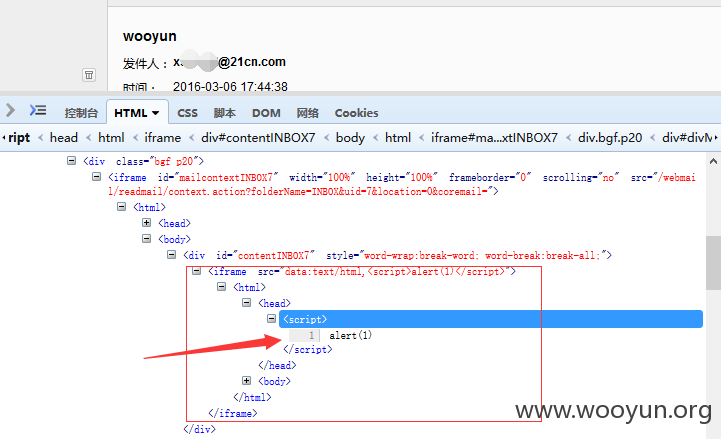 wooyun
发件人：x @21cn.com
时间： 2016-03-06 17:44:38
控制台 HTML CSS 脚本 DOM 网络 Cookies
ript < head < html < iframe < div#contentINBOX7 < body < html < iframe#ma...xtINBOX7 < div.bgf.p20 < div#divM
<div class="bgf p20">
<iframe id="mailcontextINBOX7" width="100%" height="100%" frameborder="0" scrolling="no" src="/webmai
l/readmail/context.action?folderName=INBOX&uid=7&location=0&coremail=">
<html>
<head>
<body>
<div id="contentINBOX7" style="word-wrap:break-word; word-break:break-all;">
<iframe src="data:text/html,<script>alert(1)</script>">
<html>
<head>
<script>
1 alert(1)
</script>
</head>
<body>
</html>
</iframe>
</div>
www.wooyun.org